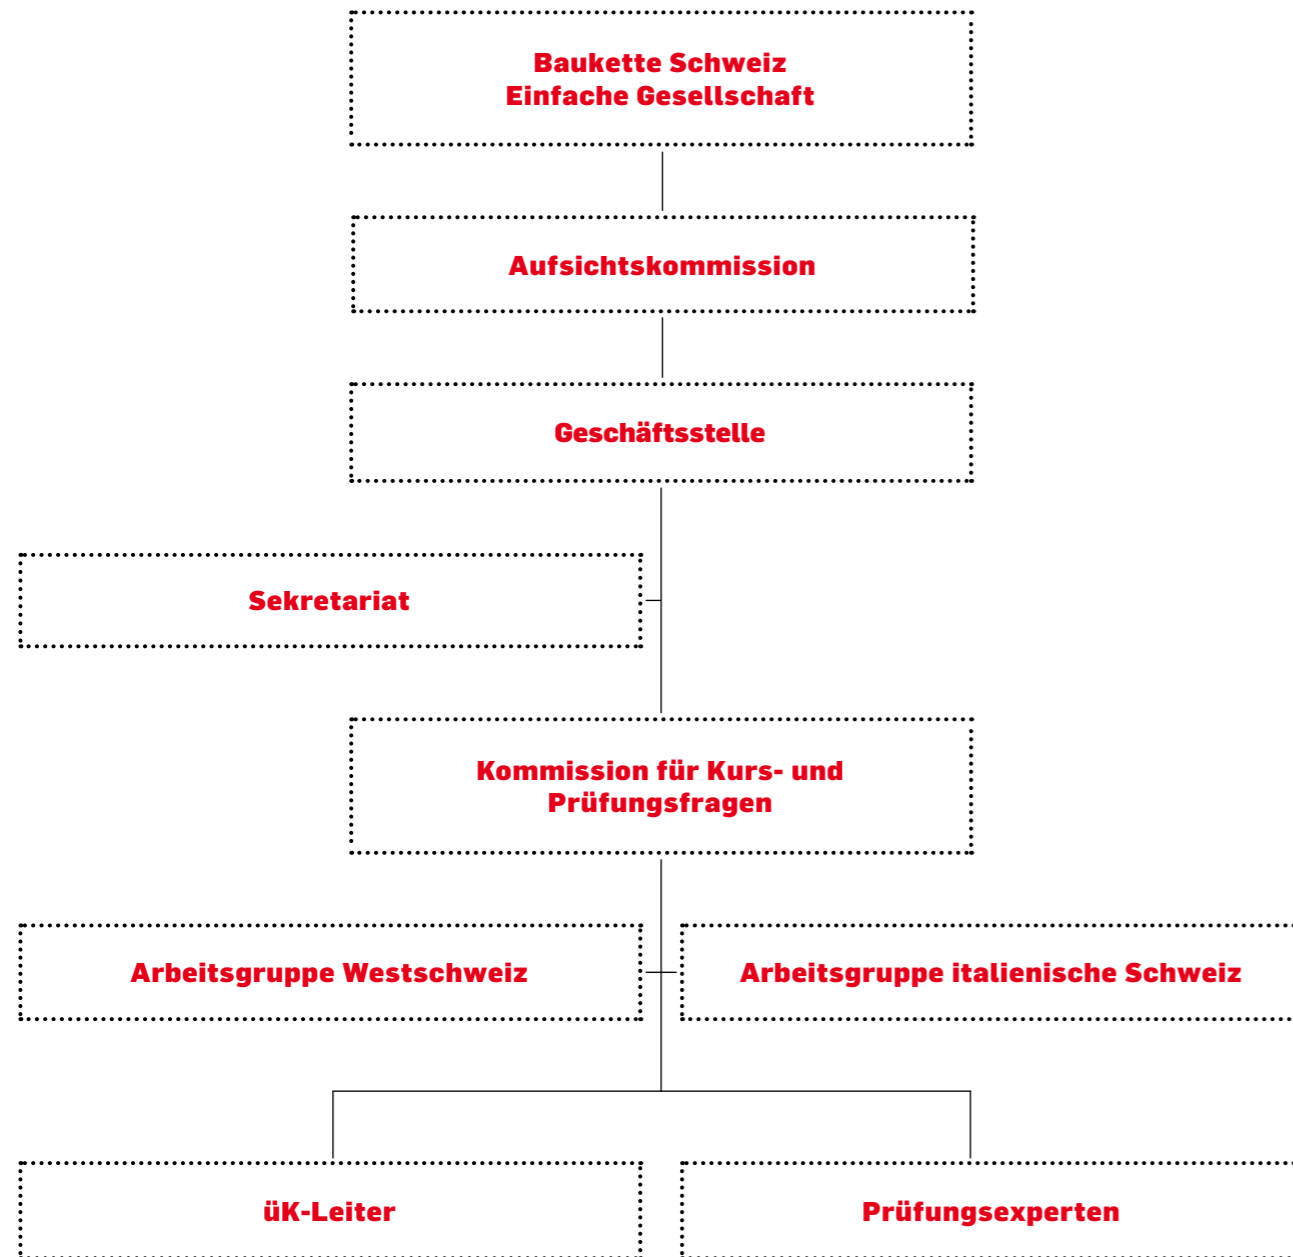 Baukette Schweiz
Einfache Gesellschaft
Aufsichtskommission
Geschäftsstelle
Sekretariat
Kommission für Kurs- und
Prüfungsfragen
Arbeitsgruppe Westschweiz
Arbeitsgruppe italienische Schweiz
üK-Leiter
Prüfungsexperten